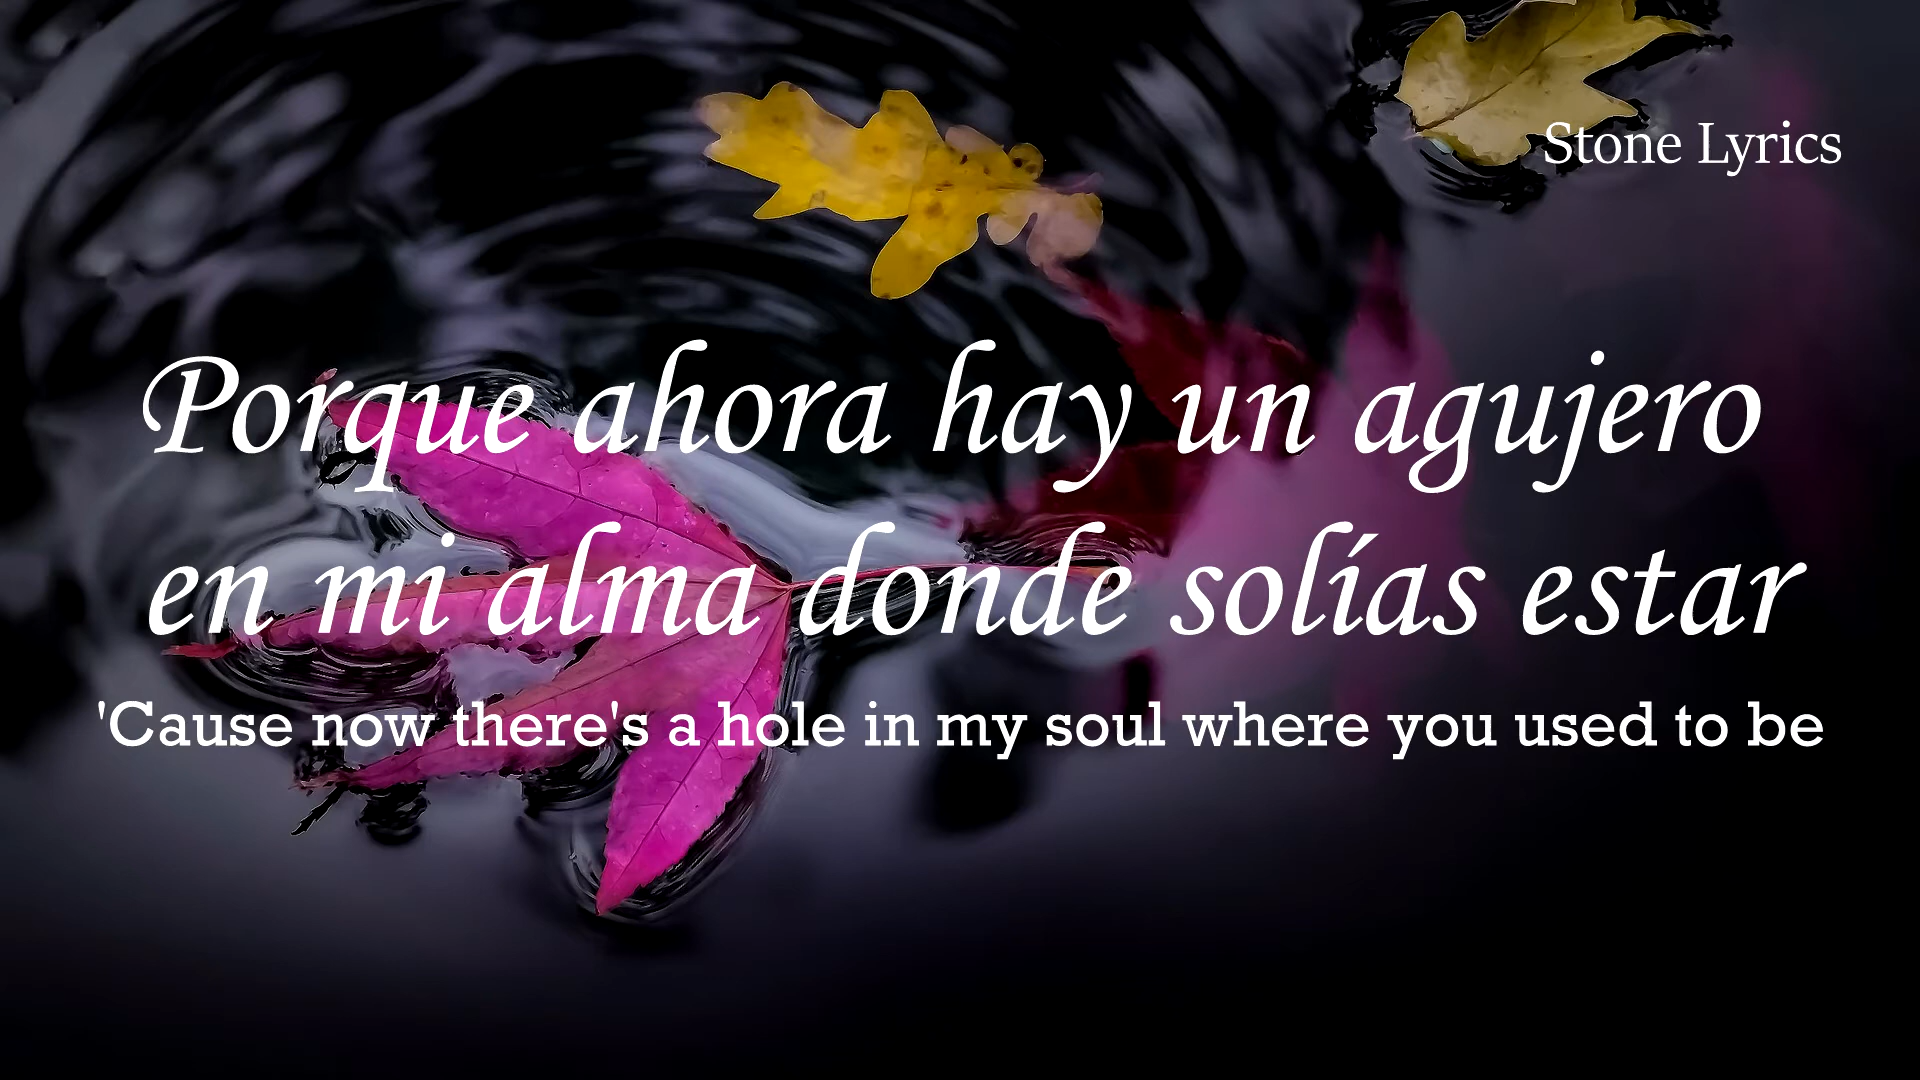 Stone Lyrics
Porque ahora hay un agujero
en mi alma donde solías estar
'Cause now there's a hole in my soul where you used to be